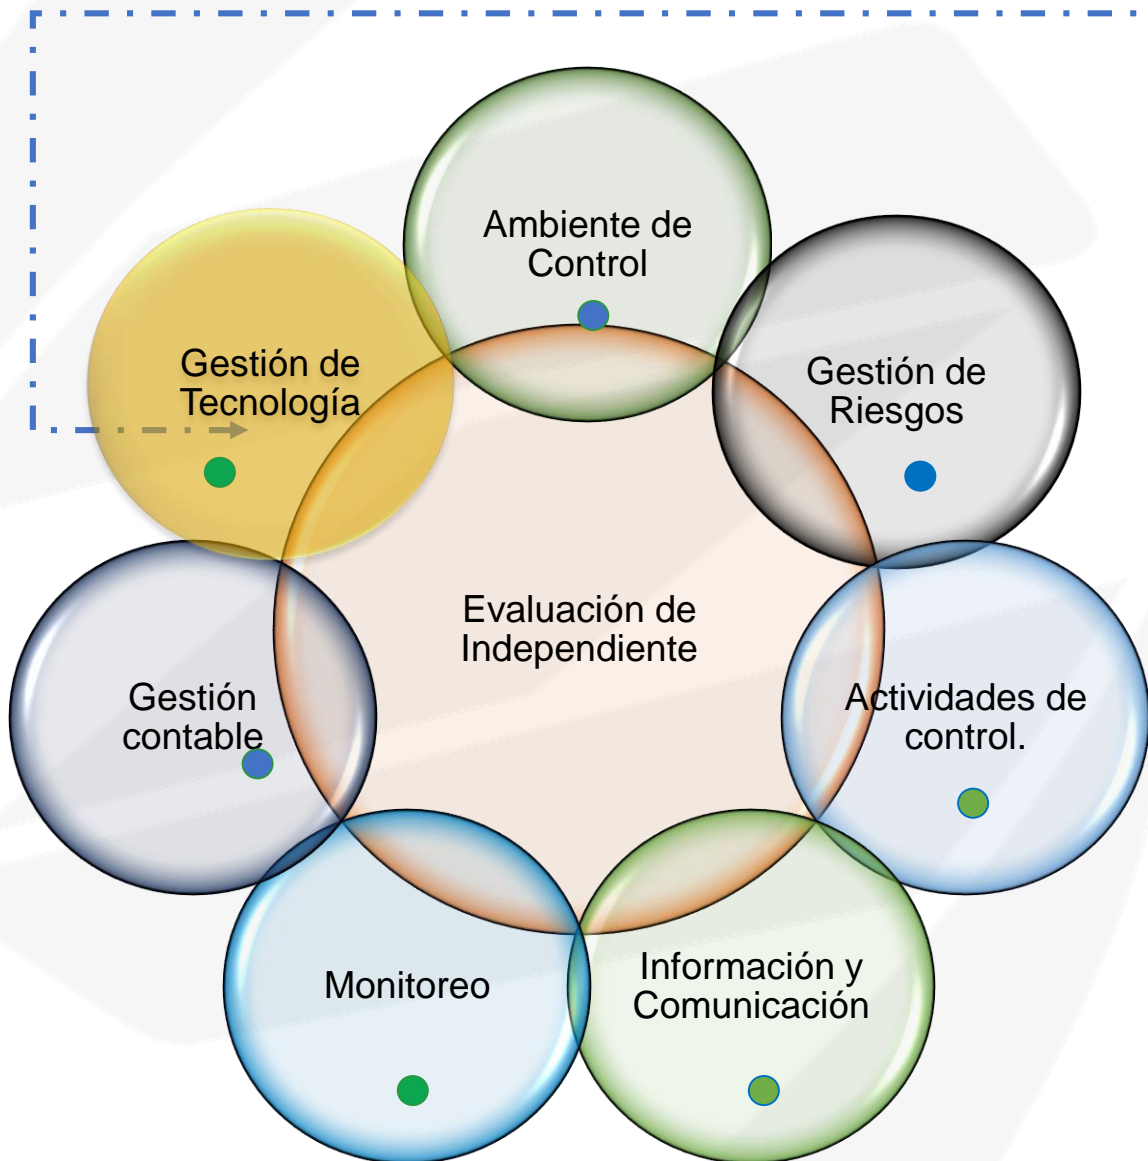 Ambiente de
Control
Gestión de
Riesgos
Gestión de
Tecnología
Evaluación de
Independiente
Actividades de
control.
Gestión
contable
Información y
Comunicación
Monitoreo